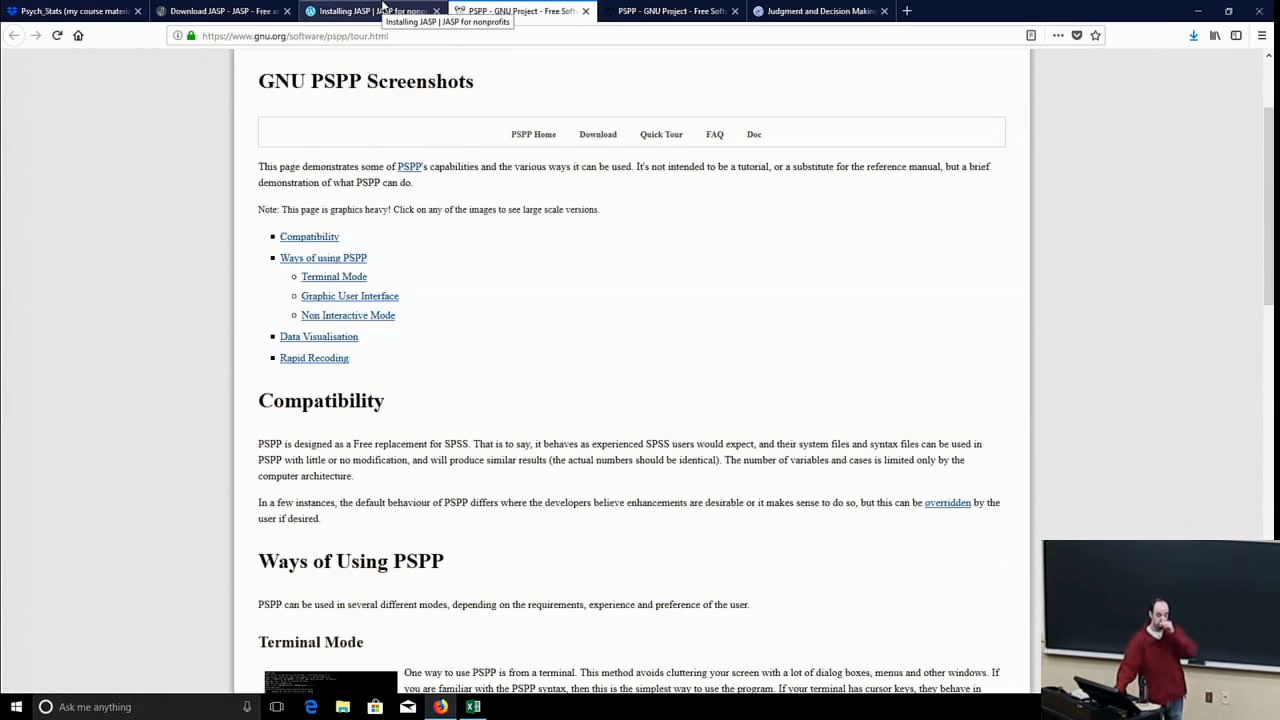 Psych_Stats (my course materia
Download JASP - JASP - Free an
Installing JASP | JASP for nonpr
PSPP - GNU Project - Free Soft
PSPP - GNU Project - Free Softw
Judgment and Decision Making
Installing JASP | JASP for nonprofits
https://www.gnu.org/software/pspp/tour.html
GNU PSPP Screenshots
PSPP Home Download Quick Tour FAQ Doc
This page demonstrates some of PSPP's capabilities and the various ways it can be used. It's not intended to be a tutorial, or a substitute for the reference manual, but a brief
demonstration of what PSPP can do.
Note: This page is graphics heavy! Click on any of the images to see large scale versions.
Compatibility
Ways of using PSPP
Terminal Mode
Graphic User Interface
Non Interactive Mode
Data Visualisation
Rapid Recoding
Compatibility
PSPP is designed as a Free replacement for SPSS. That is to say, it behaves as experienced SPSS users would expect, and their system files and syntax files can be used in
PSPP with little or no modification, and will produce similar results (the actual numbers should be identical). The number of variables and cases is limited only by the
computer architecture.
In a few instances, the default behaviour of PSPP differs where the developers believe enhancements are desirable or it makes sense to do so, but this can be overridden by the
user if desired.
Ways of Using PSPP
PSPP can be used in several different modes, depending on the requirements, experience and preference of the user.
Terminal Mode
One way to use PSPP is from a terminal. This method avoids cluttering your screen with a lot of dialog boxes, menus and other windows. If
you are familiar with the PSPP syntax, then this is the simplest way to use the program. If your terminal has cursor keys, they behave in
Ask me anything